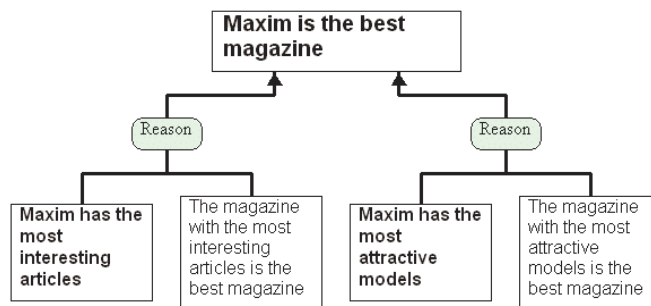 Maxim is the best
magazine
Reason
Reason
Maxim has the
most
interesting
articles
The magazine
with the most
interesting
articles is the
best magazine
Maxim has the
most
attractive
models
The magazine
with the most
attractive
models is the
best magazine